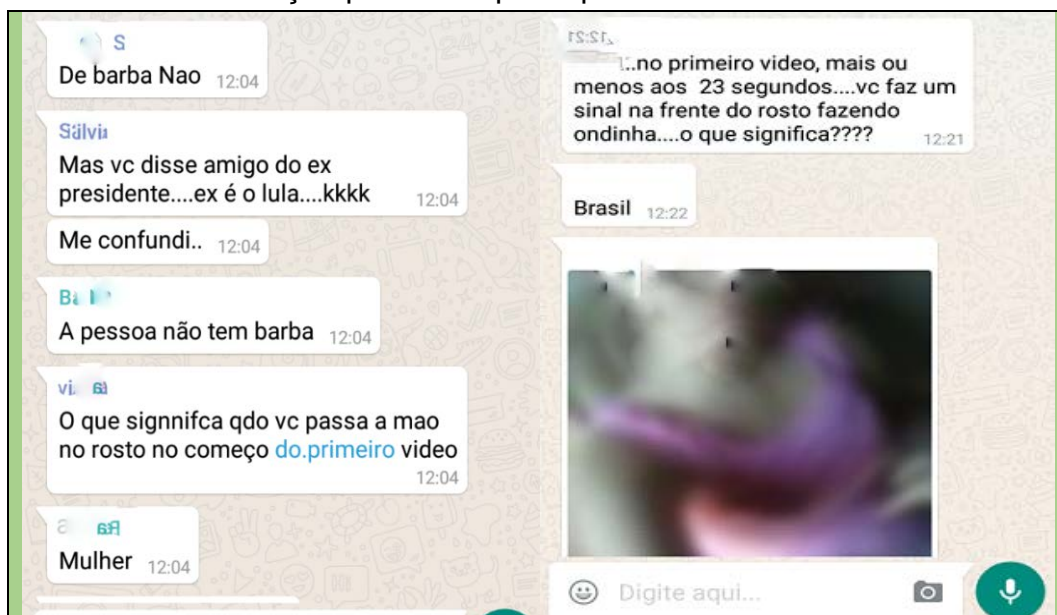 S
De barba Nao 12:04
Mas vc disse amigo do ex
presidente....ex é o lula....kkkk 12:04
Me confundi.. 12:04
A pessoa não tem barba 12:04
O que signnifca qdo vc passa a mao
no rosto no começo do.primeiro video
12:04
Mulher 12:04
12:21
...no primeiro video, mais ou
menos aos 23 segundos....vc faz um
sinal na frente do rosto fazendo
ondinha....o que significa????
12:21
Brasil 12:22
Digite aqui...